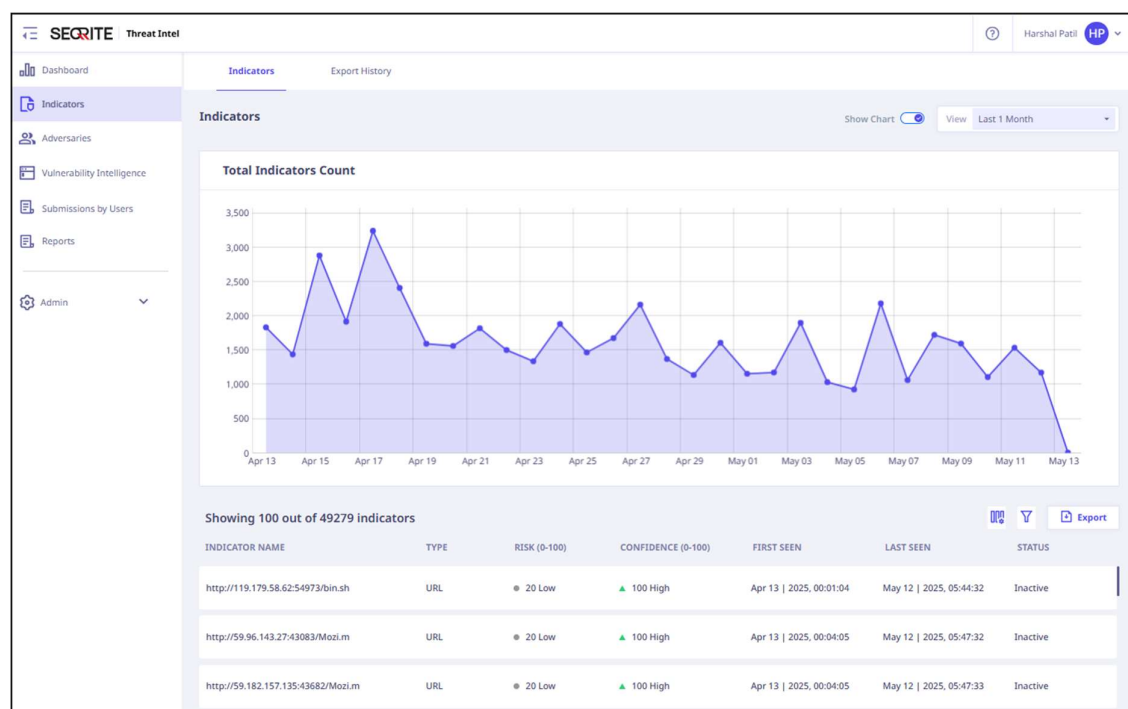 SEQRITE Threat Intel
Harshal Patil HP
Dashboard
Indicators
Adversaries
Vulnerability Intelligence
Submissions by Users
Reports
Admin
Indicators Export History
Indicators
Show Chart View Last 1 Month
Total Indicators Count
3,500
3,000
2,500
2,000
1,500
1,000
500
0
Apr 13 Apr 15 Apr 17 Apr 19 Apr 21 Apr 23 Apr 25 Apr 27 Apr 29 May 01 May 03 May 05 May 07 May 09 May 11 May 13
Showing 100 out of 49279 indicators
Export
INDICATOR NAME TYPE RISK (0-100) CONFIDENCE (0-100) FIRST SEEN LAST SEEN STATUS
http://119.179.58.62:54973/bin.sh URL 20 Low 100 High Apr 13 | 2025, 00:01:04 May 12 | 2025, 05:44:32 Inactive
http://59.96.143.27:43083/Mozi.m URL 20 Low 100 High Apr 13 | 2025, 00:04:05 May 12 | 2025, 05:47:32 Inactive
http://59.182.157.135:43682/Mozi.m URL 20 Low 100 High Apr 13 | 2025, 00:04:05 May 12 | 2025, 05:47:33 Inactive